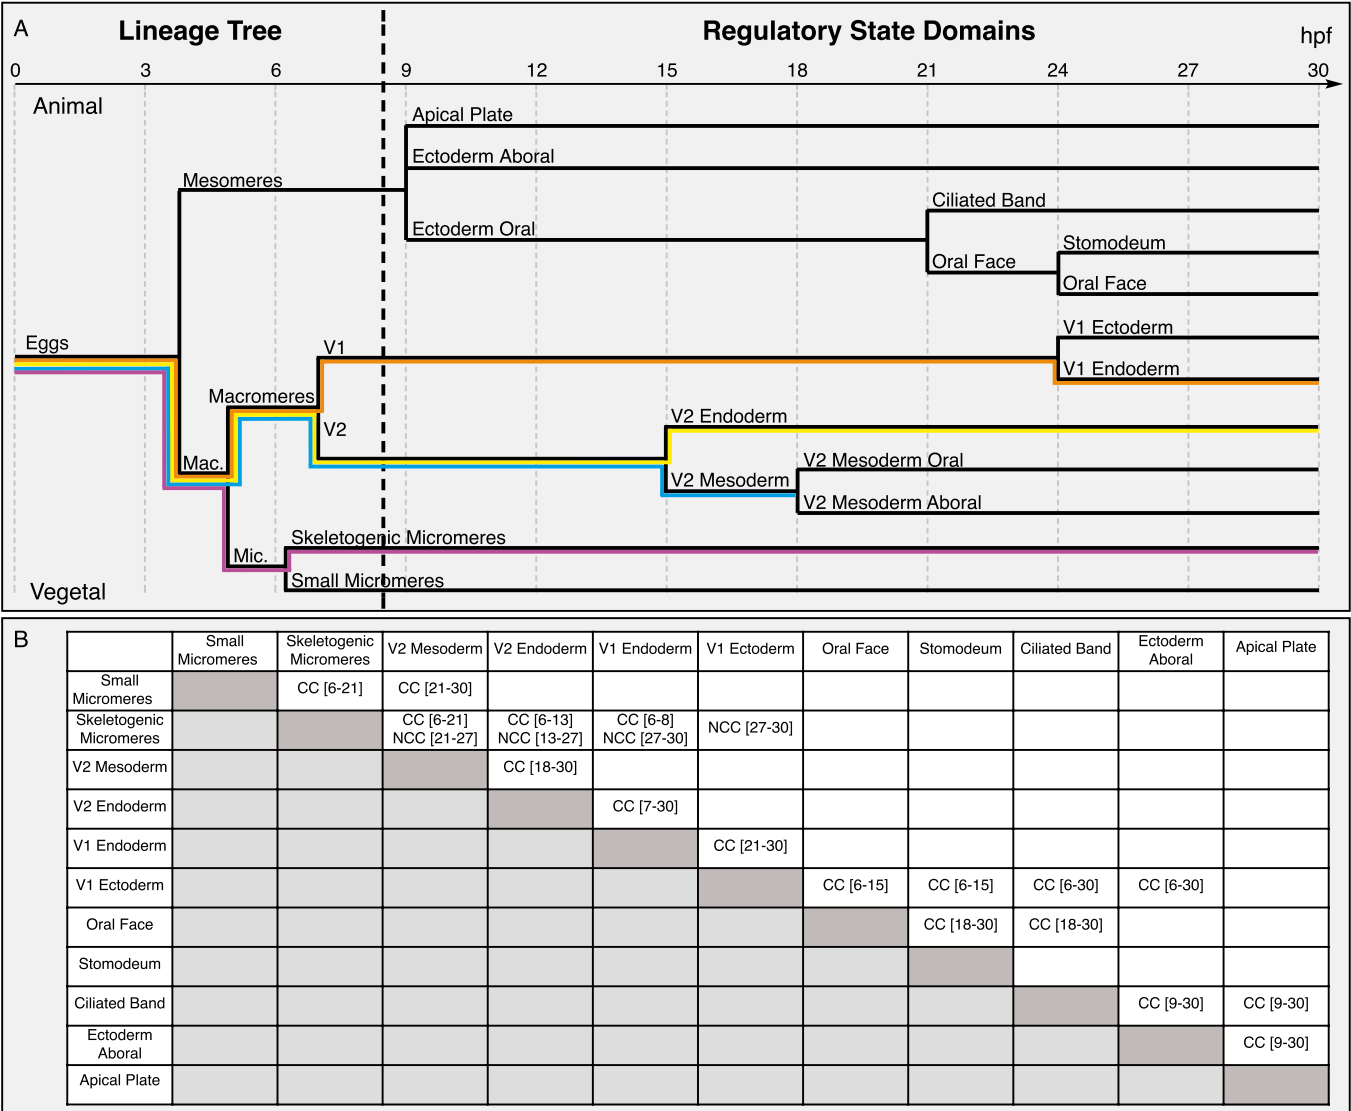 A
Lineage Tree
Regulatory State Domains
hpf
0 3 6 9 12 15 18 21 24 27 30
Animal
Apical Plate
Ectoderm Aboral
Mesomeres
Ciliated Band
Ectoderm Oral
Stomodeum
Oral Face
Oral Face
V1 Ectoderm
Eggs
V1
V1 Endoderm
Macromeres
V2 Endoderm
V2
Mac.
V2 Mesoderm Oral
V2 Mesoderm
V2 Mesoderm Aboral
Skeletogenic Micromeres
Mic.
Small Micromeres
Vegetal
B
Small Micromeres Skeletogenic Micromeres V2 Mesoderm V2 Endoderm V1 Endoderm V1 Ectoderm Oral Face Stomodeum Ciliated Band Ectoderm Aboral Apical Plate
Small Micromeres CC [6-21] CC [21-30]
Skeletogenic Micromeres CC [6-21] NCC [21-27] CC [6-13] NCC [13-27] CC [6-8] NCC [27-30] NCC [27-30]
V2 Mesoderm CC [18-30]
V2 Endoderm CC [7-30]
V1 Endoderm CC [21-30]
V1 Ectoderm CC [6-15] CC [6-15] CC [6-30] CC [6-30]
Oral Face CC [18-30] CC [18-30]
Stomodeum
Ciliated Band CC [9-30] CC [9-30]
Ectoderm Aboral CC [9-30]
Apical Plate